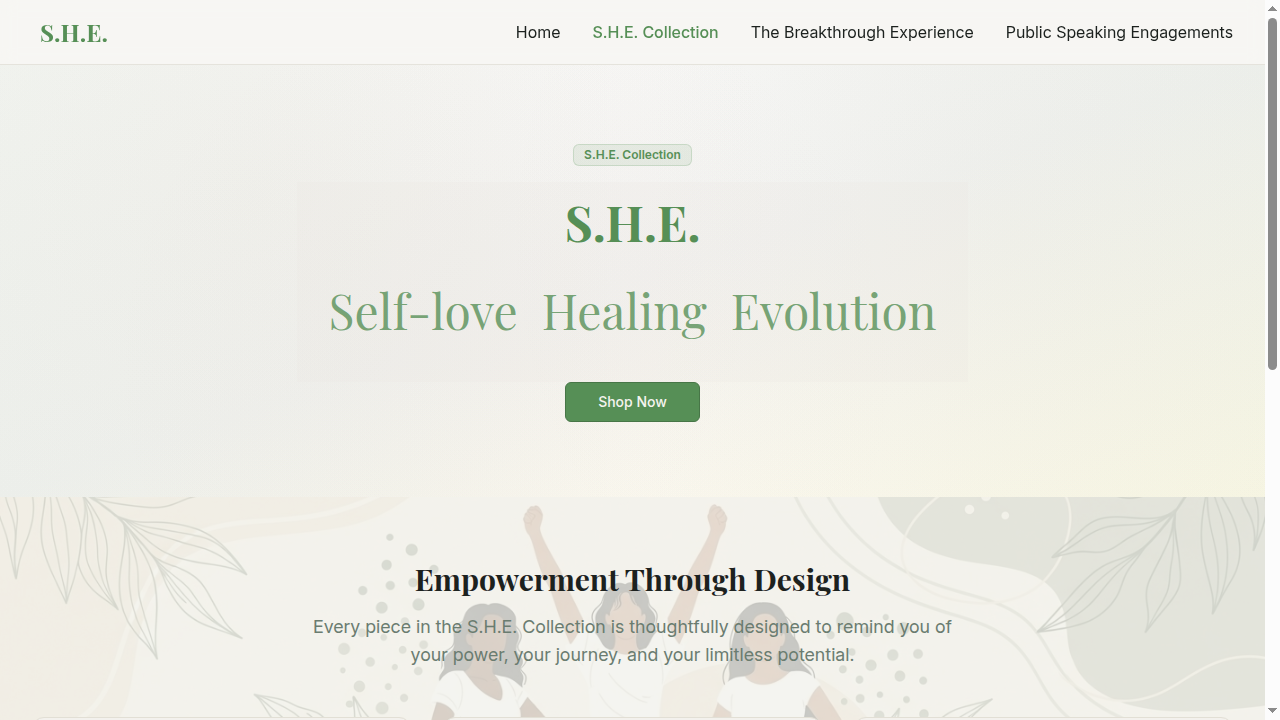 S.H.E.
Home S.H.E. Collection The Breakthrough Experience Public Speaking Engagements
S.H.E. Collection
S.H.E.
Self-love Healing Evolution
Shop Now
Empowerment Through Design
Every piece in the S.H.E. Collection is thoughtfully designed to remind you of
your power, your journey, and your limitless potential.